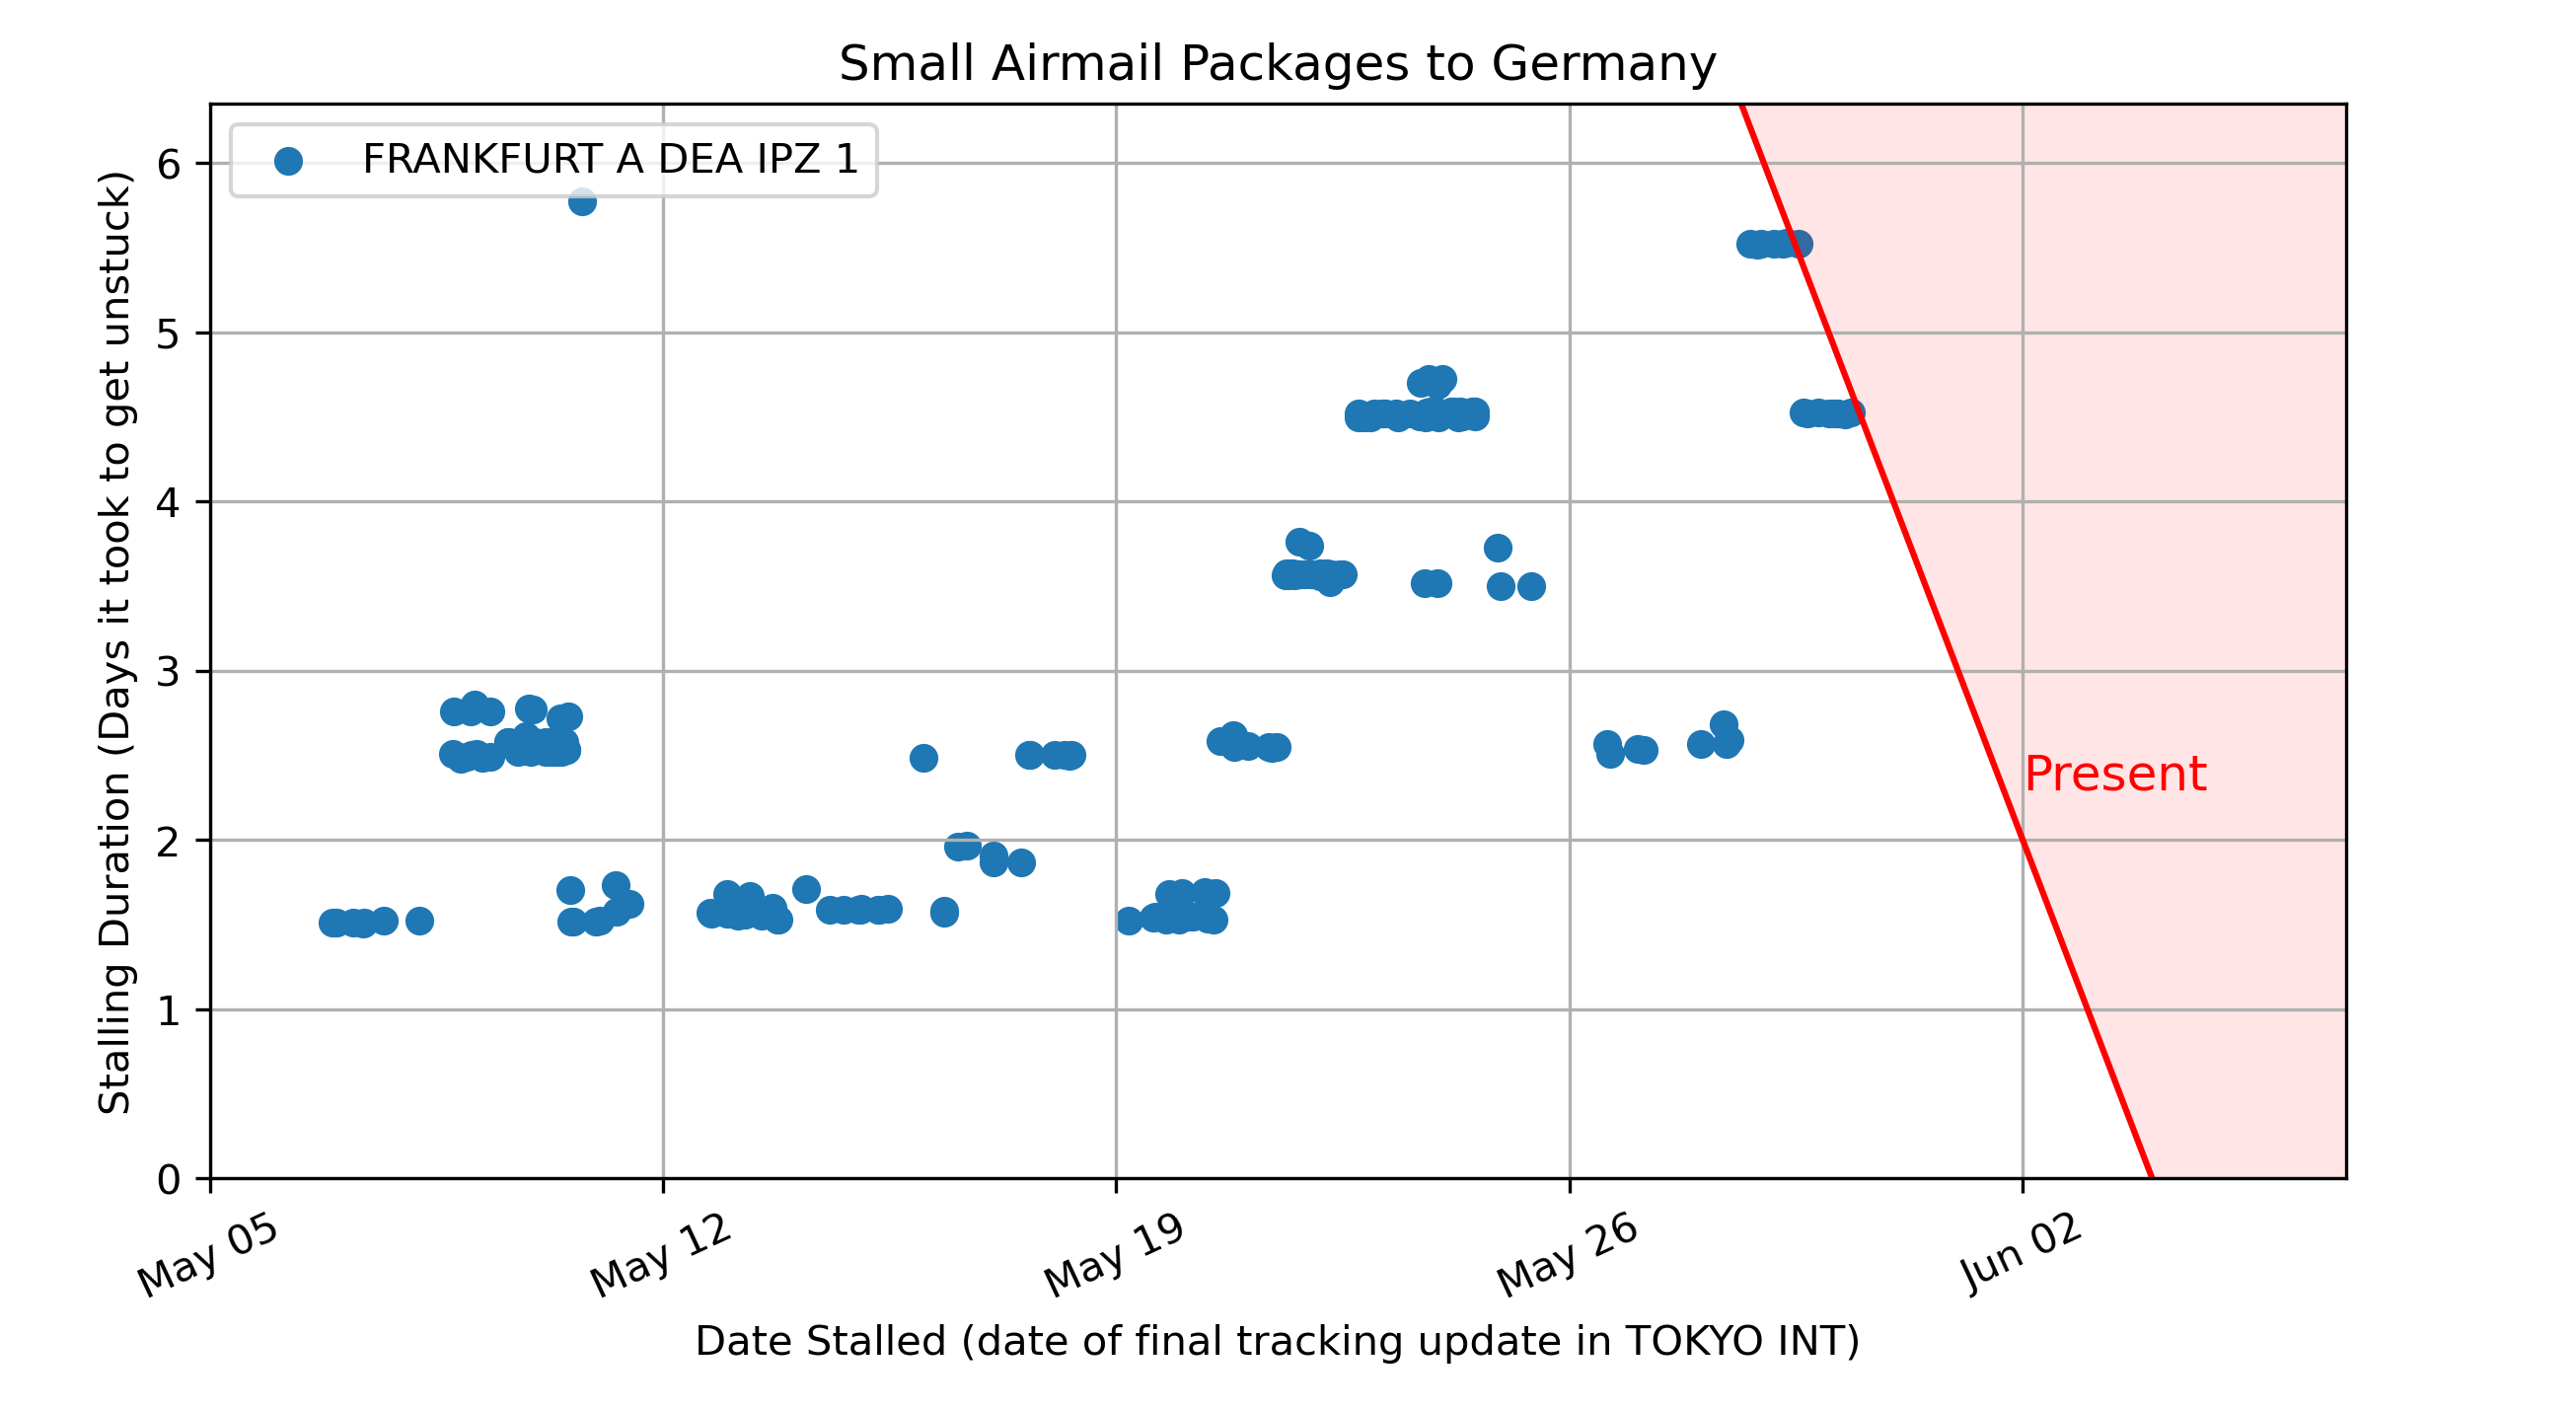 Small Airmail Packages to Germany
FRANKFURT A DEA IPZ 1
Stalling Duration (Days it took to get unstuck)
6
5
4
3
2
1
0
Present
May 05
May 12
May 19
May 26
Jun 02
Date Stalled (date of final tracking update in TOKYO INT)